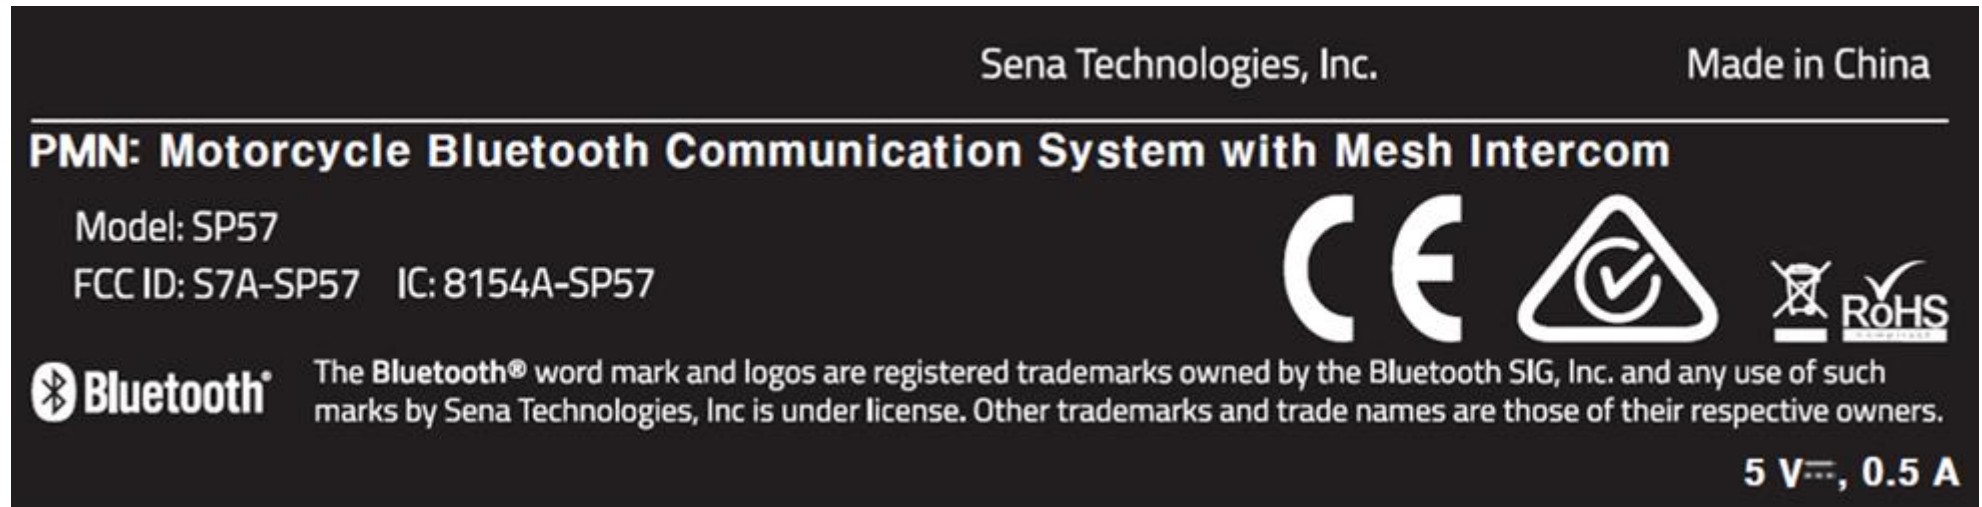 Sena Technologies, Inc. Made in China
PMN: Motorcycle Bluetooth Communication System with Mesh Intercom
Model: SP57
FCC ID: S7A-SP57 IC: 8154A-SP57
CE
RoHS
compliant
Bluetooth®
The Bluetooth® word mark and logos are registered trademarks owned by the Bluetooth SIG, Inc. and any use of such
marks by Sena Technologies, Inc is under license. Other trademarks and trade names are those of their respective owners.
5 V⎓, 0.5 A